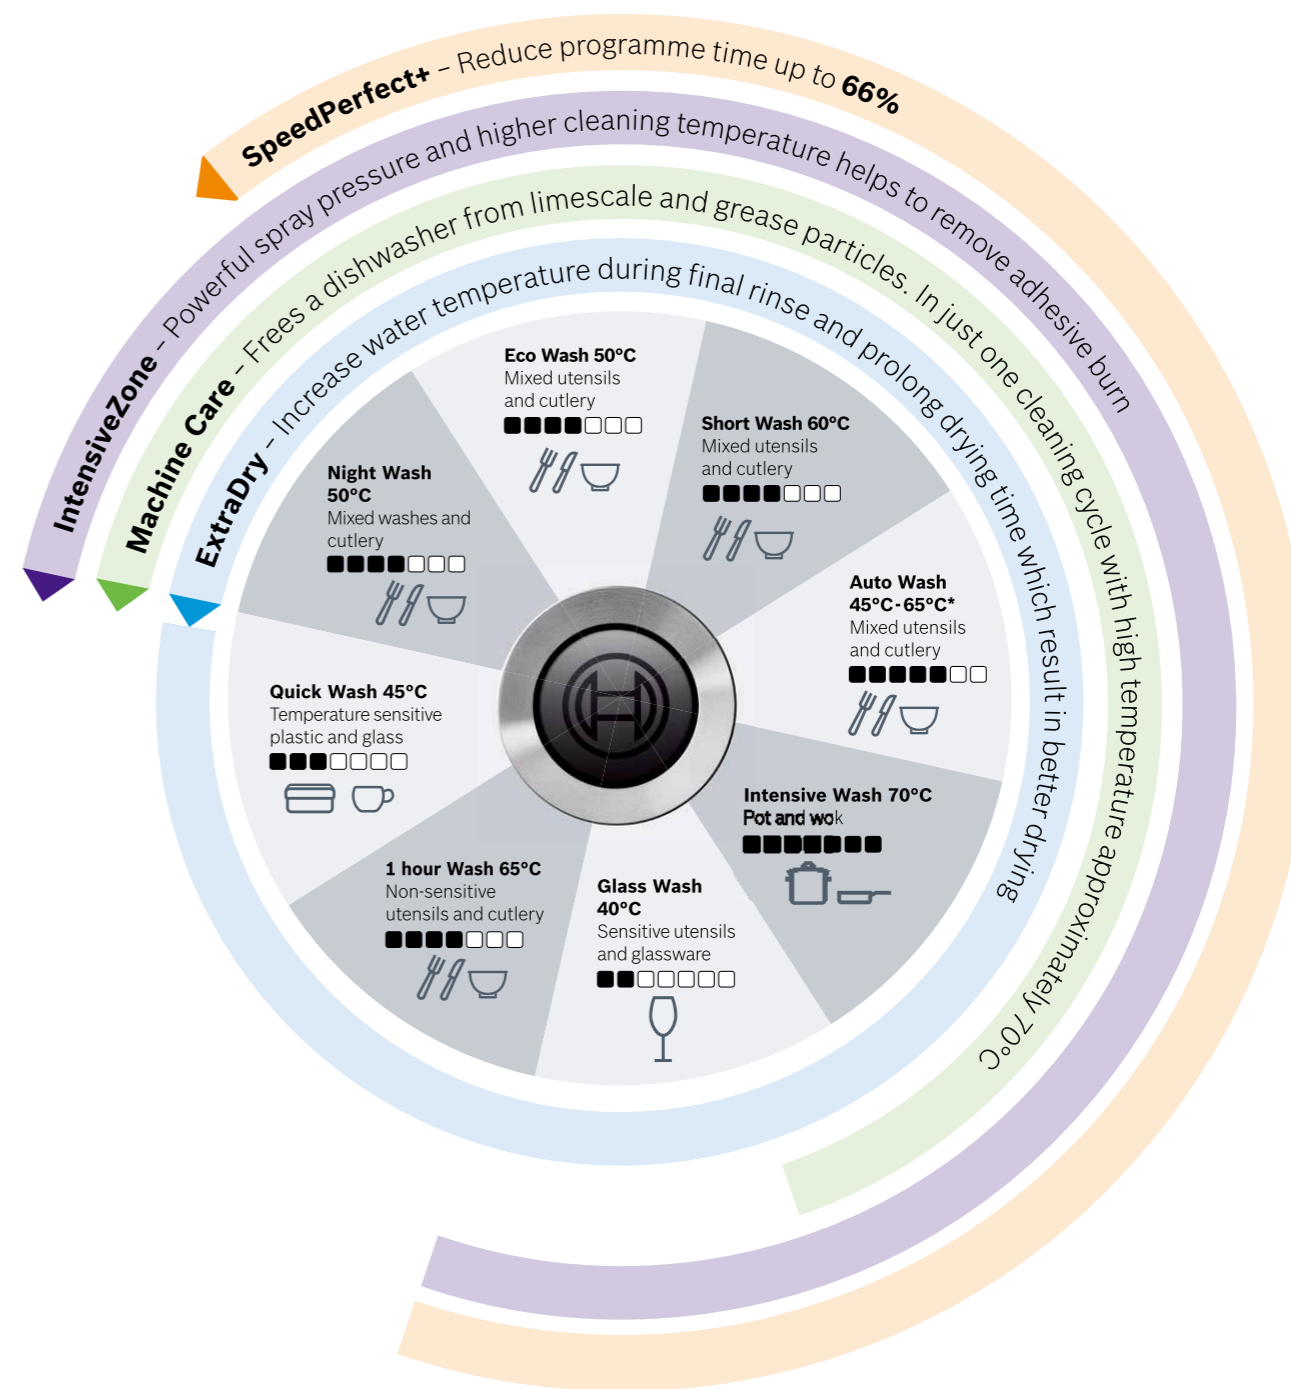 SpeedPerfect+ – Reduce programme time up to 66%
IntensiveZone – Powerful spray pressure and higher cleaning temperature helps to remove adhesive burn
Machine Care – Frees a dishwasher from limescale and grease particles. In just one cleaning cycle with high temperature approximately 70°C
ExtraDry – Increase water temperature during final rinse and prolong drying time which result in better drying
Eco Wash 50°C
Mixed utensils
and cutlery
Short Wash 60°C
Mixed utensils
and cutlery
Auto Wash
45°C-65°C*
Mixed utensils
and cutlery
Intensive Wash 70°C
Pot and wok
Glass Wash
40°C
Sensitive utensils
and glassware
1 hour Wash 65°C
Non-sensitive
utensils and cutlery
Quick Wash 45°C
Temperature sensitive
plastic and glass
Night Wash
50°C
Mixed washes and
cutlery